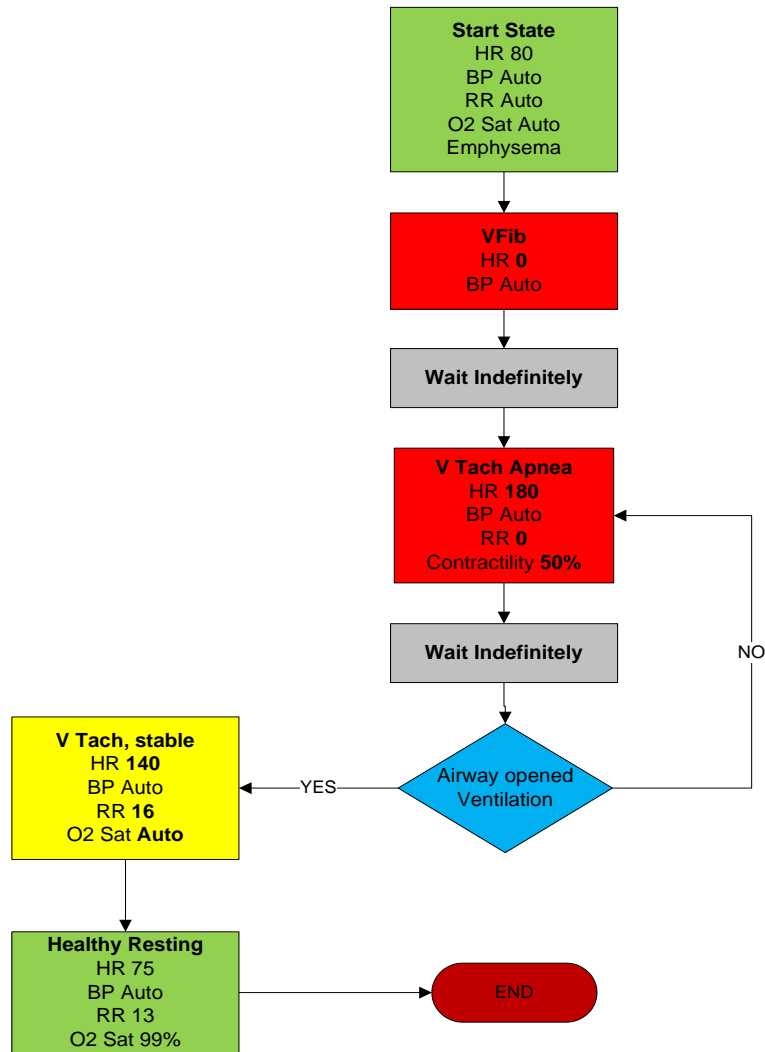 Start State
HR 80
BP Auto
RR Auto
O2 Sat Auto
Emphysema
VFib
HR 0
BP Auto
Wait Indefinitely
V Tach Apnea
HR 180
BP Auto
RR 0
Contractility 50%
Wait Indefinitely
NO
Airway opened
Ventilation
YES
V Tach, stable
HR 140
BP Auto
RR 16
O2 Sat Auto
Healthy Resting
HR 75
BP Auto
RR 13
O2 Sat 99%
END